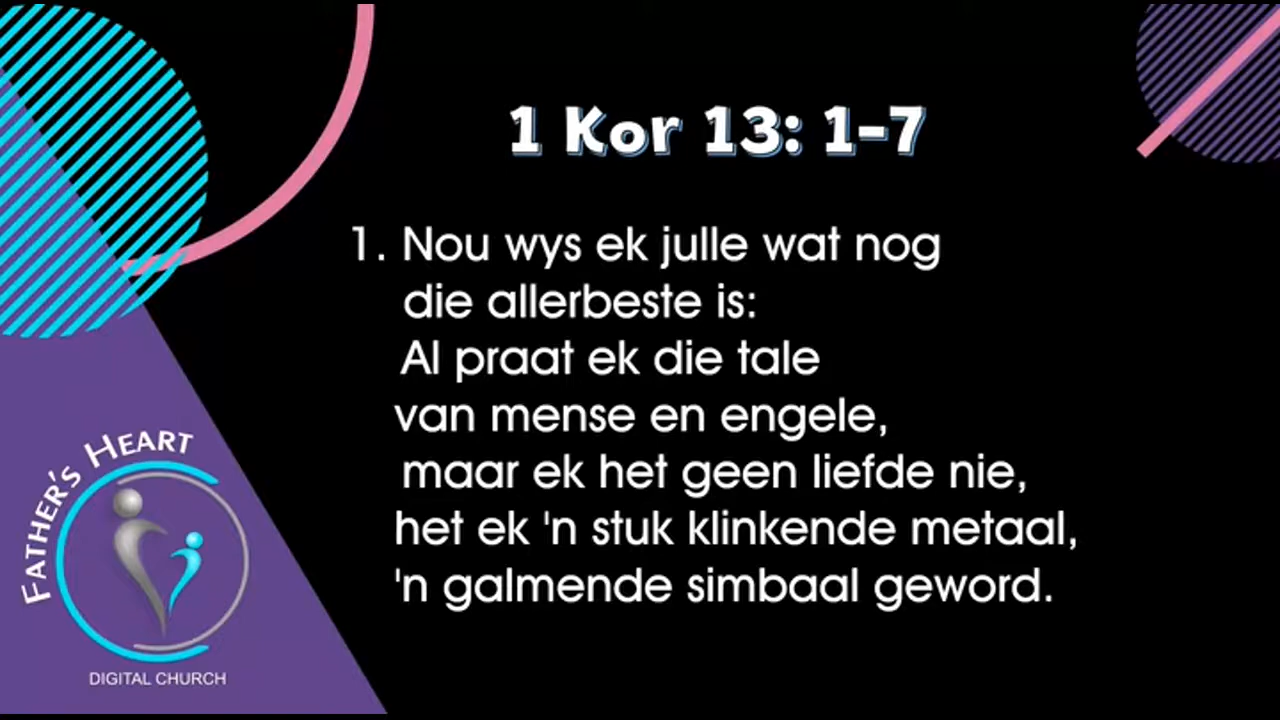 1 Kor 13: 1-7
1. Nou wys ek julle wat nog
die allerbeste is:
Al praat ek die tale
van mense en engele,
maar ek het geen liefde nie,
het ek 'n stuk klinkende metaal,
'n galmende simbaal geword.
FATHER'S HEART
DIGITAL CHURCH